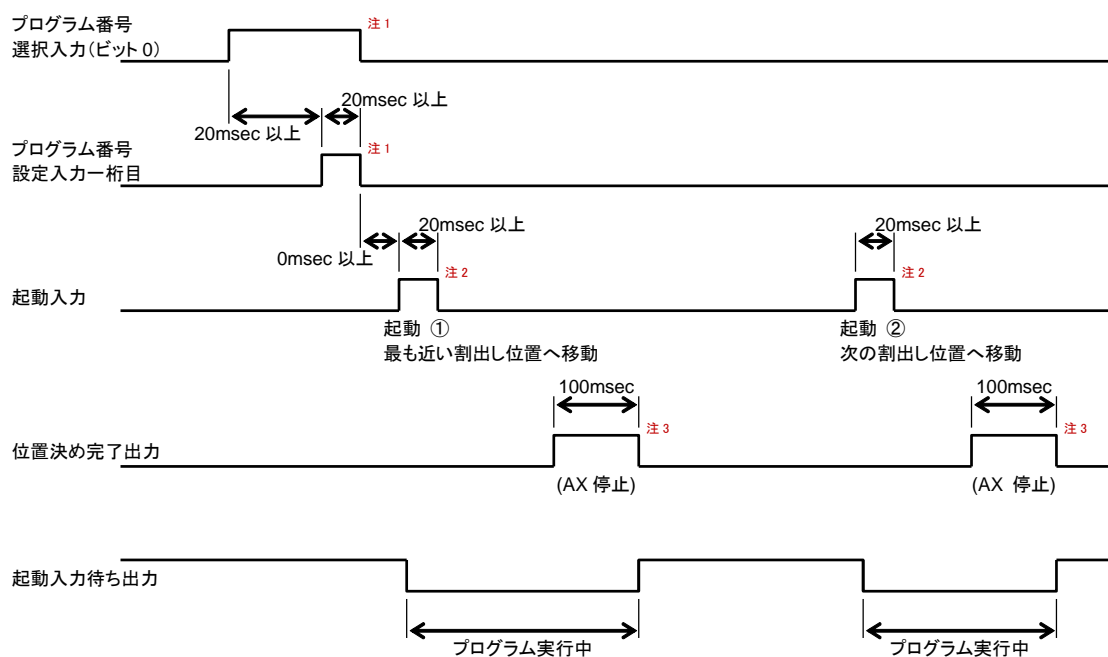 プログラム番号
選択入力(ビット 0)
注 1
20msec 以上
20msec 以上
プログラム番号
設定入力一桁目
注 1
20msec 以上
20msec 以上
0msec 以上
注 2
注 2
起動入力
起動 ①
起動 ②
最も近い割出し位置へ移動
次の割出し位置へ移動
100msec
100msec
注 3
注 3
位置決め完了出力
(AX 停止)
(AX 停止)
起動入力待ち出力
プログラム実行中
プログラム実行中